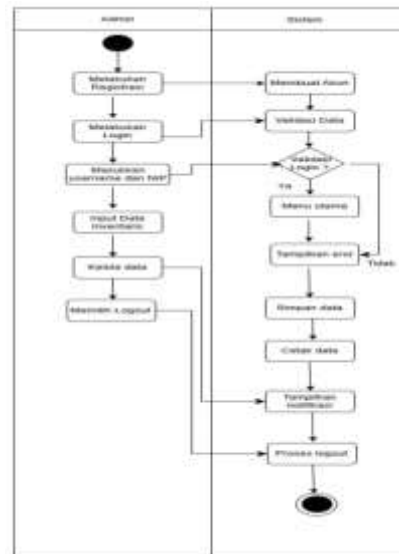 Admin
Sistem
Melakukan
Registrasi
Membuat Akun
Melakukan
Login
Validasi Data
Masukkan
username dan NIP
Validasi
Login ?
Ya
Input Data
Inventaris
Menu utama
Kelola data
Tampilkan error
Tidak
Memilih Logout
Simpan data
Cetak data
Tampilkan
notifikasi
Proses logout